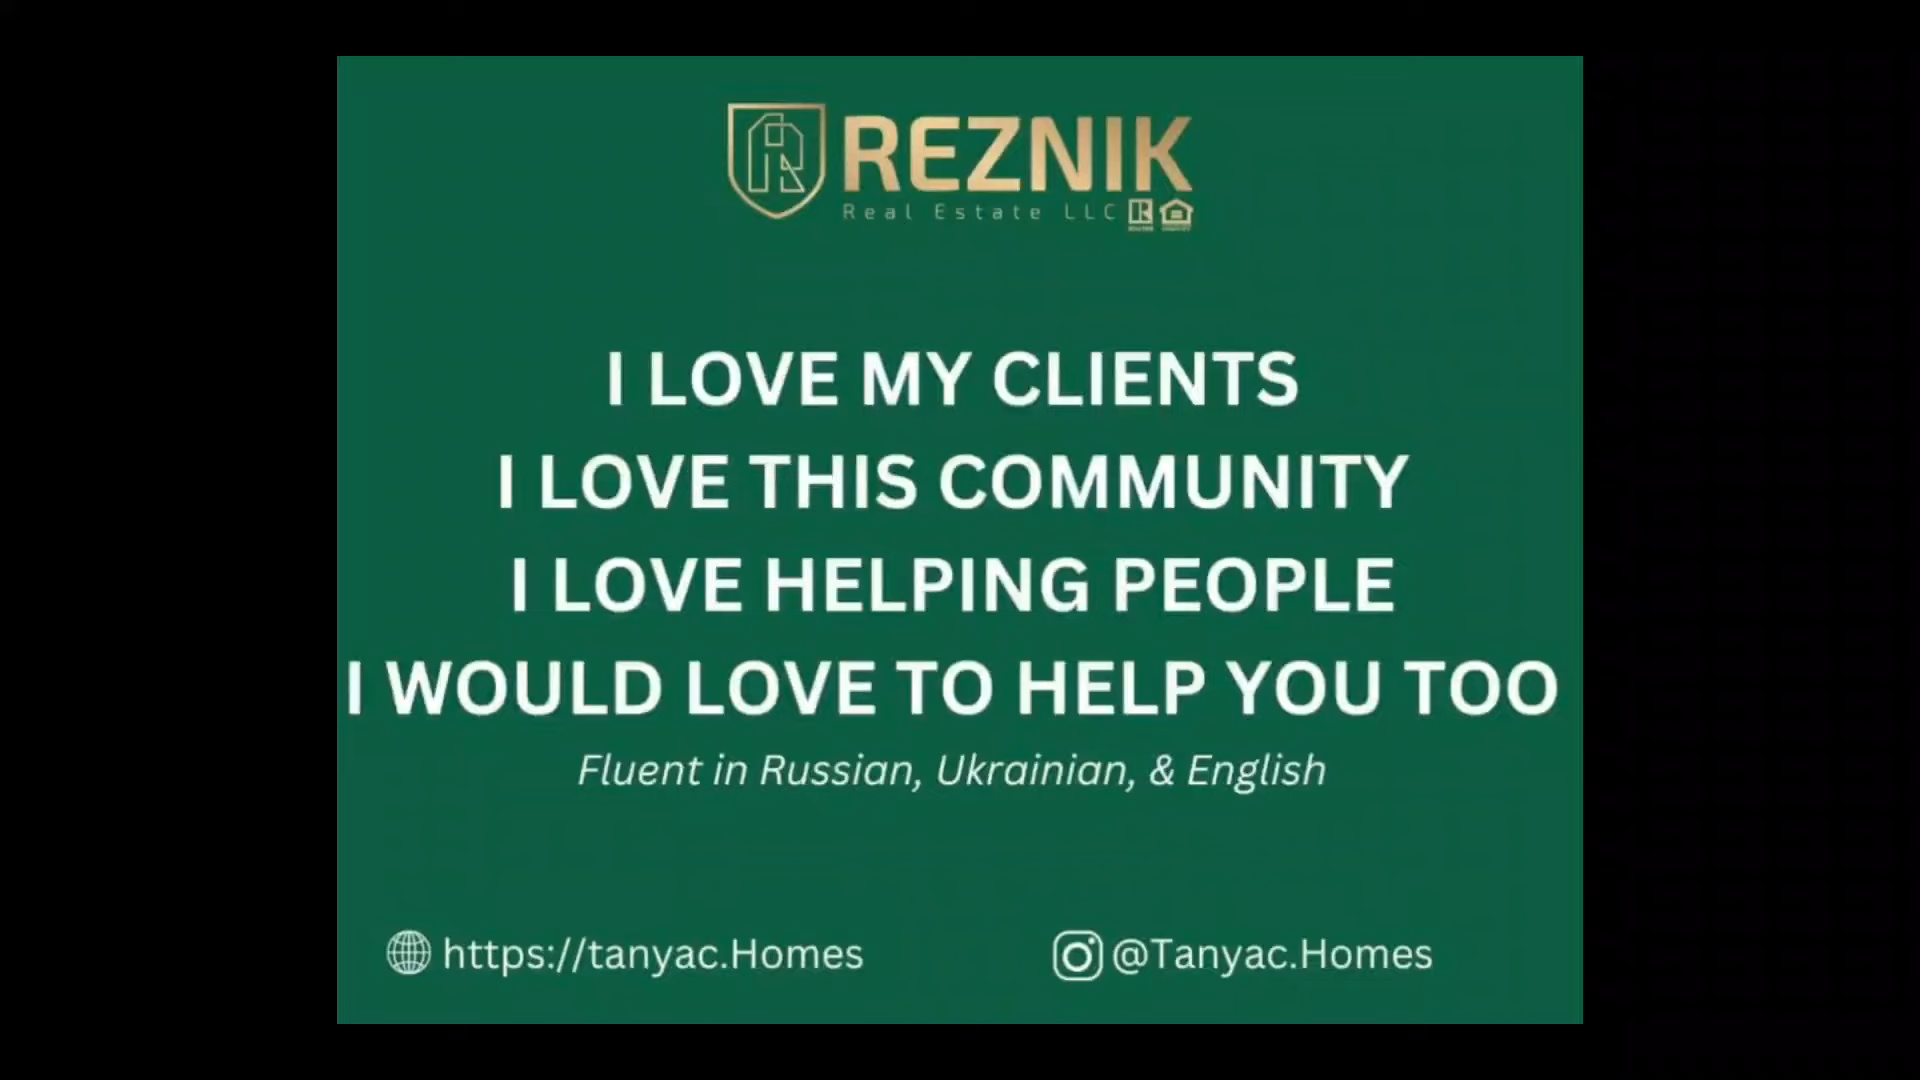 REZNIK
Real Estate LLC
I LOVE MY CLIENTS
I LOVE THIS COMMUNITY
I LOVE HELPING PEOPLE
I WOULD LOVE TO HELP YOU TOO
Fluent in Russian, Ukrainian, & English
https://tanyac.Homes
@Tanyac.Homes